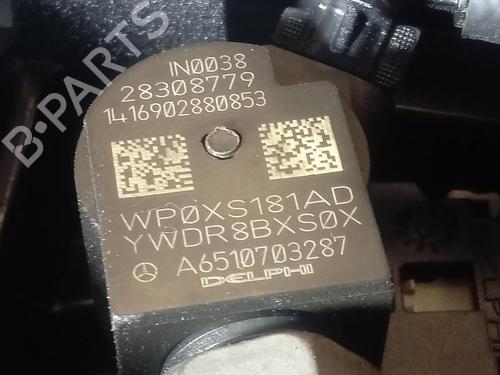 B-PARTS
IN0038
28308779
1416902880853
WP0XS181AD
YWDR8BXS0X
A6510703287
DELPHI